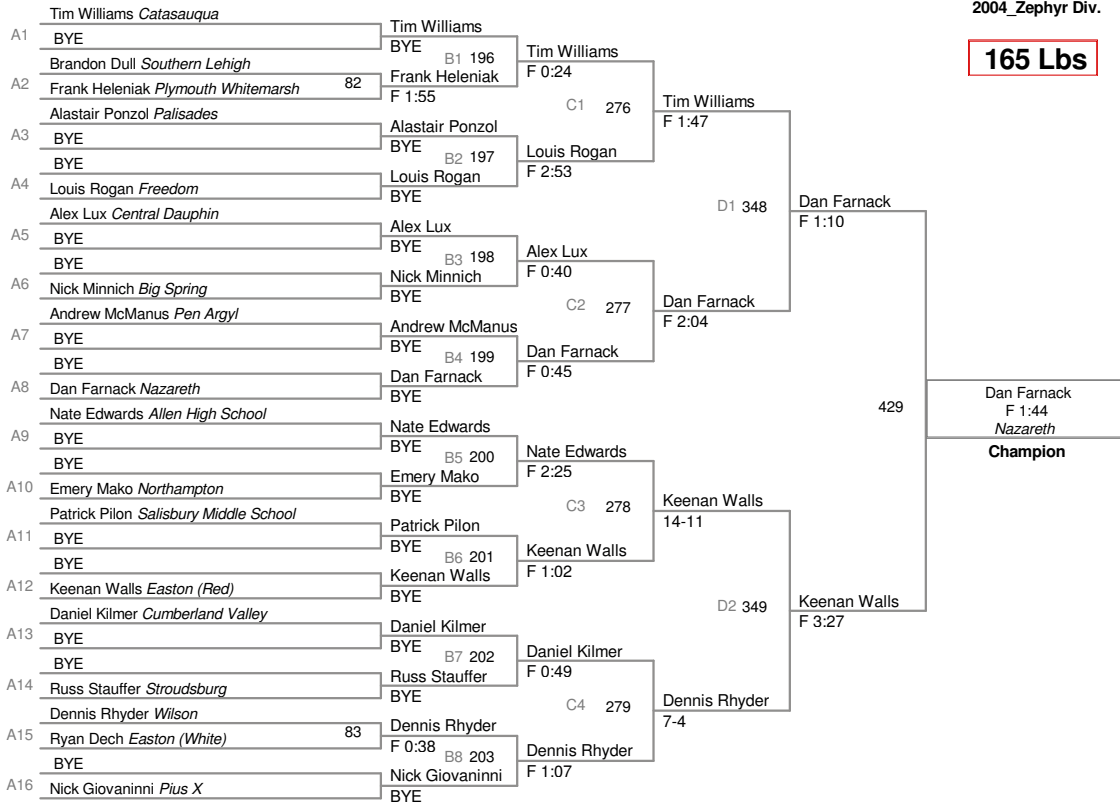 2004_Zephyr Div.
165 Lbs
Tim Williams Catasauqua
A1
BYE
Brandon Dull Southern Lehigh
A2
82
Frank Heleniak Plymouth Whitemarsh
Alastair Ponzol Palisades
A3
BYE
BYE
A4
Louis Rogan Freedom
Alex Lux Central Dauphin
A5
BYE
BYE
A6
Nick Minnich Big Spring
Andrew McManus Pen Argyl
A7
BYE
BYE
A8
Dan Farnack Nazareth
Nate Edwards Allen High School
A9
BYE
BYE
A10
Emery Mako Northampton
Patrick Pilon Salisbury Middle School
A11
BYE
BYE
A12
Keenan Walls Easton (Red)
Daniel Kilmer Cumberland Valley
A13
BYE
BYE
A14
Russ Stauffer Stroudsburg
Dennis Rhyder Wilson
A15
83
Ryan Dech Easton (White)
BYE
A16
Nick Giovaninni Pius X
Tim Williams
BYE
B1 196
Frank Heleniak
F 1:55
Alastair Ponzol
BYE
B2 197
Louis Rogan
BYE
Alex Lux
BYE
B3 198
Nick Minnich
BYE
Andrew McManus
BYE
B4 199
Dan Farnack
BYE
Nate Edwards
BYE
B5 200
Emery Mako
BYE
Patrick Pilon
BYE
B6 201
Keenan Walls
BYE
Daniel Kilmer
BYE
B7 202
Russ Stauffer
BYE
Dennis Rhyder
F 0:38
B8 203
Nick Giovaninni
BYE
Tim Williams
F 0:24
C1 276
Louis Rogan
F 2:53
Alex Lux
F 0:40
C2 277
Dan Farnack
F 0:45
Nate Edwards
F 2:25
C3 278
Keenan Walls
F 1:02
Daniel Kilmer
F 0:49
C4 279
Dennis Rhyder
F 1:07
Tim Williams
F 1:47
D1 348
Dan Farnack
F 2:04
Keenan Walls
14-11
D2 349
Dennis Rhyder
7-4
Dan Farnack
F 1:10
429
Keenan Walls
F 3:27
Dan Farnack
F 1:44
Nazareth
Champion